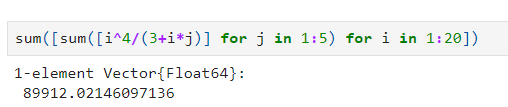 sum([sum([i^4/(3+i*j)] for j in 1:5) for i in 1:20])
1-element Vector{Float64}:
89912.02146097136